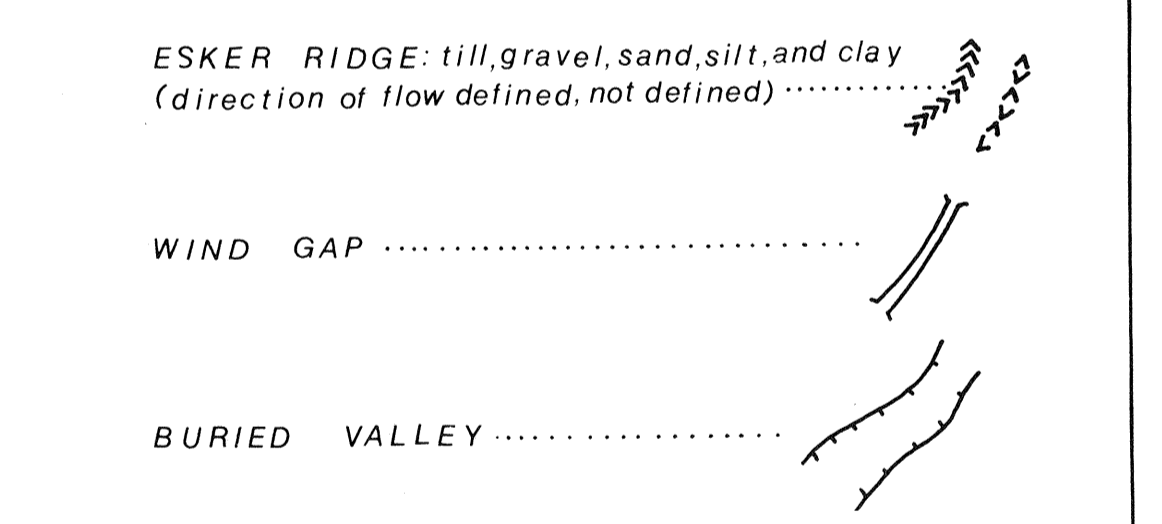 ESKER RIDGE: till,gravel,sand,silt,and clay
(direction of flow defined, not defined)
WIND GAP
BURIED VALLEY